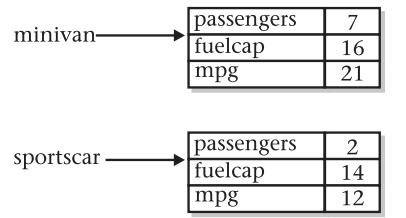 minivan
passengers 7
fuelcap 16
mpg 21
sportscar
passengers 2
fuelcap 14
mpg 12